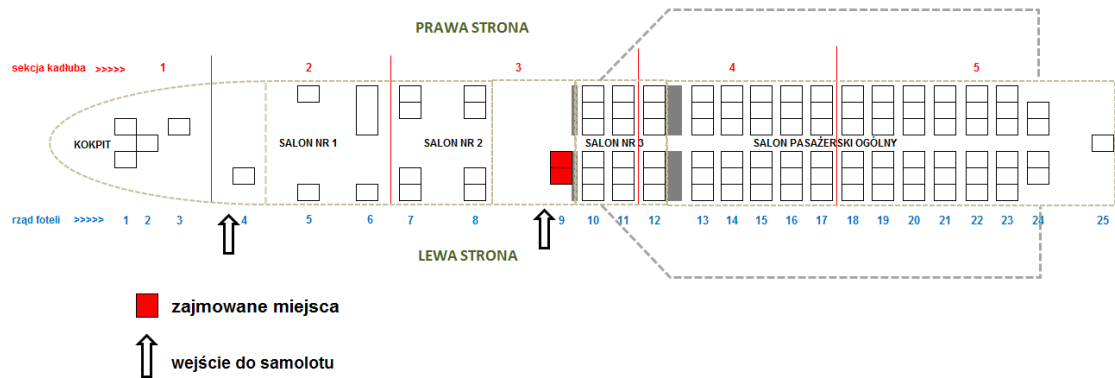 PRAWA STRONA
sekcja kadłuba >>>>> 1 2 3 4 5
KOKPIT SALON NR 1 SALON NR 2 SALON NR 3 SALON PASAŻERSKI OGÓLNY
rząd foteli >>>>> 1 2 3 4 5 6 7 8 9 10 11 12 13 14 15 16 17 18 19 20 21 22 23 24 25
LEWA STRONA
zajmowane miejsca
wejście do samolotu